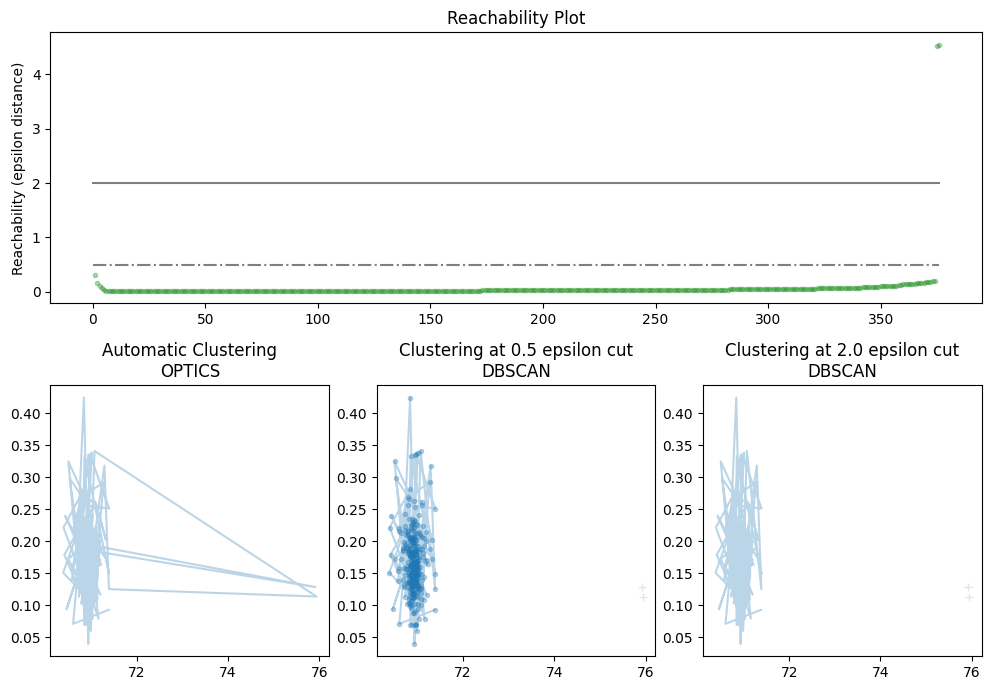 Reachability Plot
Reachability (epsilon distance)
4
3
2
1
0
0 50 100 150 200 250 300 350
Automatic Clustering
OPTICS
0.40
0.35
0.30
0.25
0.20
0.15
0.10
0.05
72 74 76
Clustering at 0.5 epsilon cut
DBSCAN
0.40
0.35
0.30
0.25
0.20
0.15
0.10
0.05
72 74 76
Clustering at 2.0 epsilon cut
DBSCAN
0.40
0.35
0.30
0.25
0.20
0.15
0.10
0.05
72 74 76